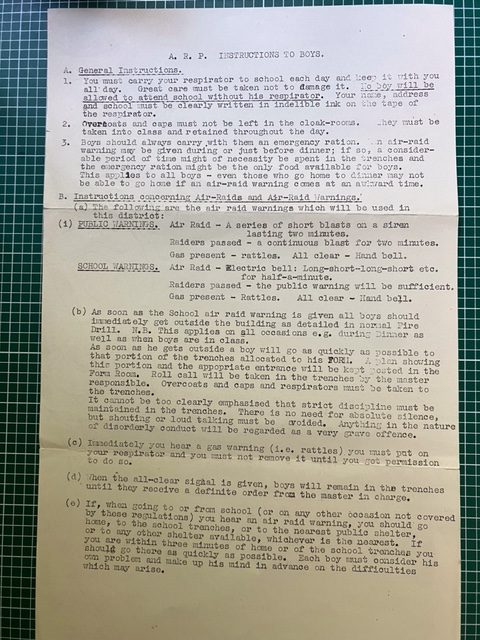 A. R. P. INSTRUCTIONS TO BOYS.
A. General Instructions.
1. You must carry your respirator to school each day and keep it with you
all day. Great care must be taken not to damage it. No boy will be
allowed to attend school without his respirator. Your name, address
and school must be clearly written in indelible ink on the tape of
the respirator.
2. Overcoats and caps must not be left in the cloak-rooms. They must be
taken into class and retained throughout the day.
3. Boys should always carry with them an emergency ration. An air-raid
warning may be given during or just before dinner; if so, a consider-
able period of time might of necessity be spent in the trenches and
the emergency ration might be the only food available for boys.
This applies to all boys - even those who go home to dinner may not
be able to go home if an air-raid warning comes at an awkward time.
B. Instructions concerning Air-Raids and Air-Raid Warnings.
(a) The following are the air raid warnings which will be used in
this district:
(i) PUBLIC WARNINGS. Air Raid - A series of short blasts on a siren
lasting two minutes.
Raiders passed - a continuous blast for two minutes.
Gas present - rattles. All clear - Hand bell.
SCHOOL WARNINGS. Air Raid - Electric bell: Long-short-long-short etc.
for half-a-minute.
Raiders passed - the public warning will be sufficient.
Gas present - Rattles. All clear - Hand bell.
(b) As soon as the School air raid warning is given all boys should
immediately get outside the building as detailed in normal Fire
Drill. N.B. This applies on all occasions e.g. during Dinner as
well as when boys are in class.
As soon as he gets outside a boy will go as quickly as possible to
that portion of the trenches allocated to his FORM. A plan showing
this portion and the appopriate entrance will be kept posted in the
Form Room. Roll call will be taken in the trenches by the master
responsible. Overcoats and caps and respirators must be taken to
the trenches.
It cannot be too clearly emphasised that strict discipline must be
maintained in the trenches. There is no need for absolute silence,
but shouting or loud talking must be avoided. Anything in the nature
of disorderly conduct will be regarded as a very grave offence.
(c) Immediately you hear a gas warning (i.e. rattles) you must put on
your respirator and you must not remove it until you get permission
to do so.
(d) When the all-clear signal is given, boys will remain in the trenches
until they receive a definite order from the master in charge.
(e) If, when going to or from school (or on any other occasion not covered
by these regulations) you hear an air raid warning, you should go
home, to the school trenches, or to the nearest public shelter,
or to any other shelter available, whichever is the nearest. If
you are within three minutes of home or of the school trenches you
should go there as quickly as possible. Each boy must consider his
own problem and make up his mind in advance on the difficulties
which may arise.